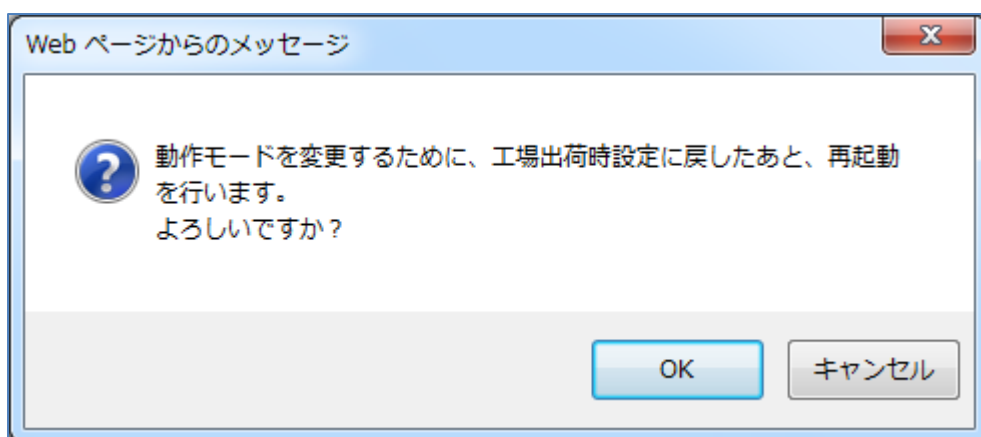 Web ページからのメッセージ
動作モードを変更するために、工場出荷時設定に戻したあと、再起動
を行います。
よろしいですか？
OK
キャンセル